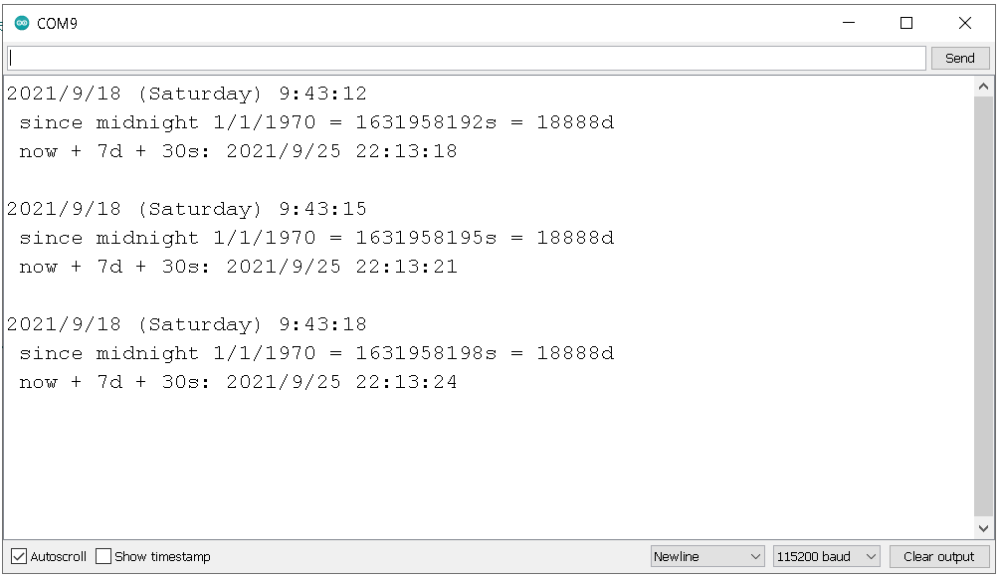 COM9
Send
2021/9/18 (Saturday) 9:43:12
since midnight 1/1/1970 = 1631958192s = 18888d
now + 7d + 30s: 2021/9/25 22:13:18
2021/9/18 (Saturday) 9:43:15
since midnight 1/1/1970 = 1631958195s = 18888d
now + 7d + 30s: 2021/9/25 22:13:21
2021/9/18 (Saturday) 9:43:18
since midnight 1/1/1970 = 1631958198s = 18888d
now + 7d + 30s: 2021/9/25 22:13:24
Autoscroll Show timestamp Newline 115200 baud Clear output